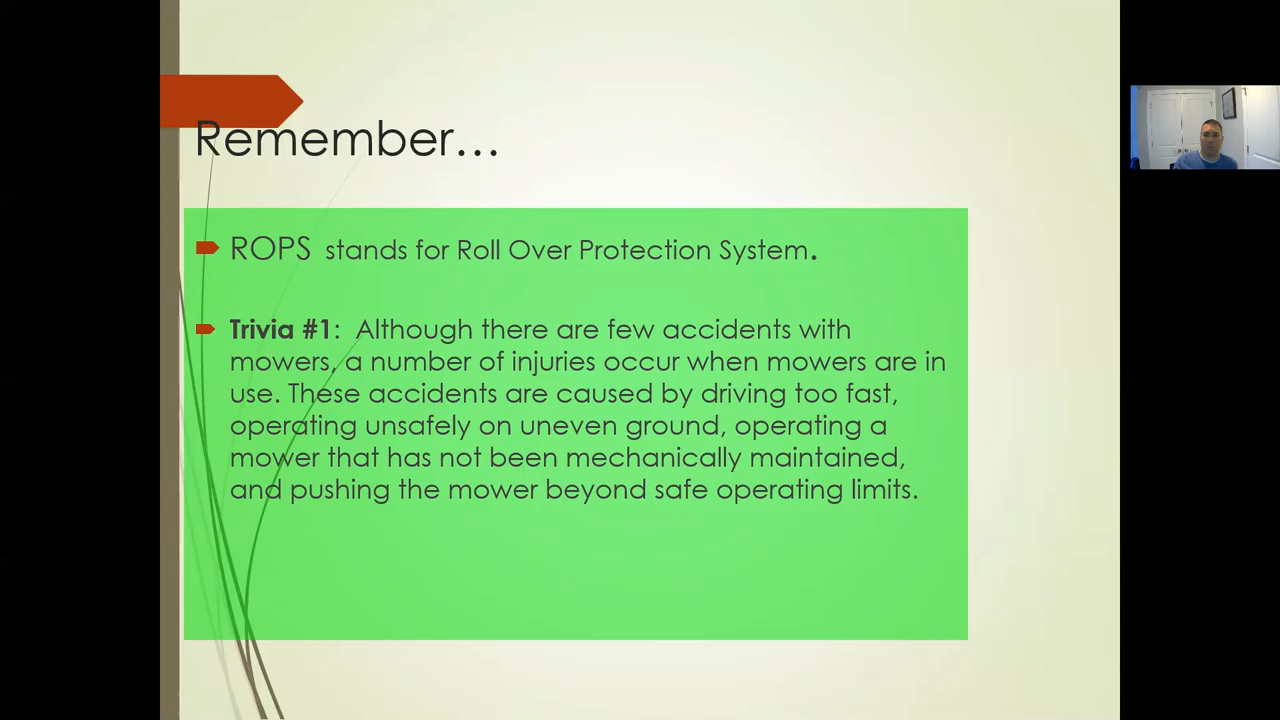 Remember…
ROPS stands for Roll Over Protection System.
Trivia #1: Although there are few accidents with
mowers, a number of injuries occur when mowers are in
use. These accidents are caused by driving too fast,
operating unsafely on uneven ground, operating a
mower that has not been mechanically maintained,
and pushing the mower beyond safe operating limits.